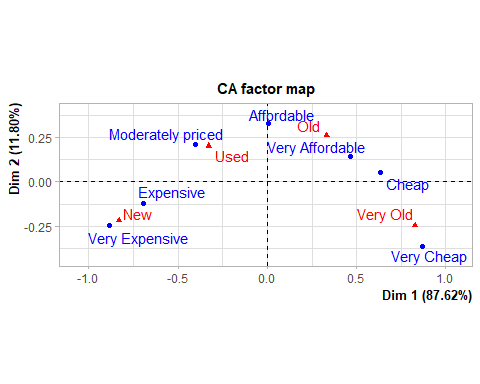 CA factor map
Dim 2 (11.80%)
0.25
0.00
-0.25
Affordable
Old
Moderately priced
Used
Very Affordable
Cheap
Expensive
New
Very Old
Very Expensive
Very Cheap
-1.0
-0.5
0.0
0.5
1.0
Dim 1 (87.62%)